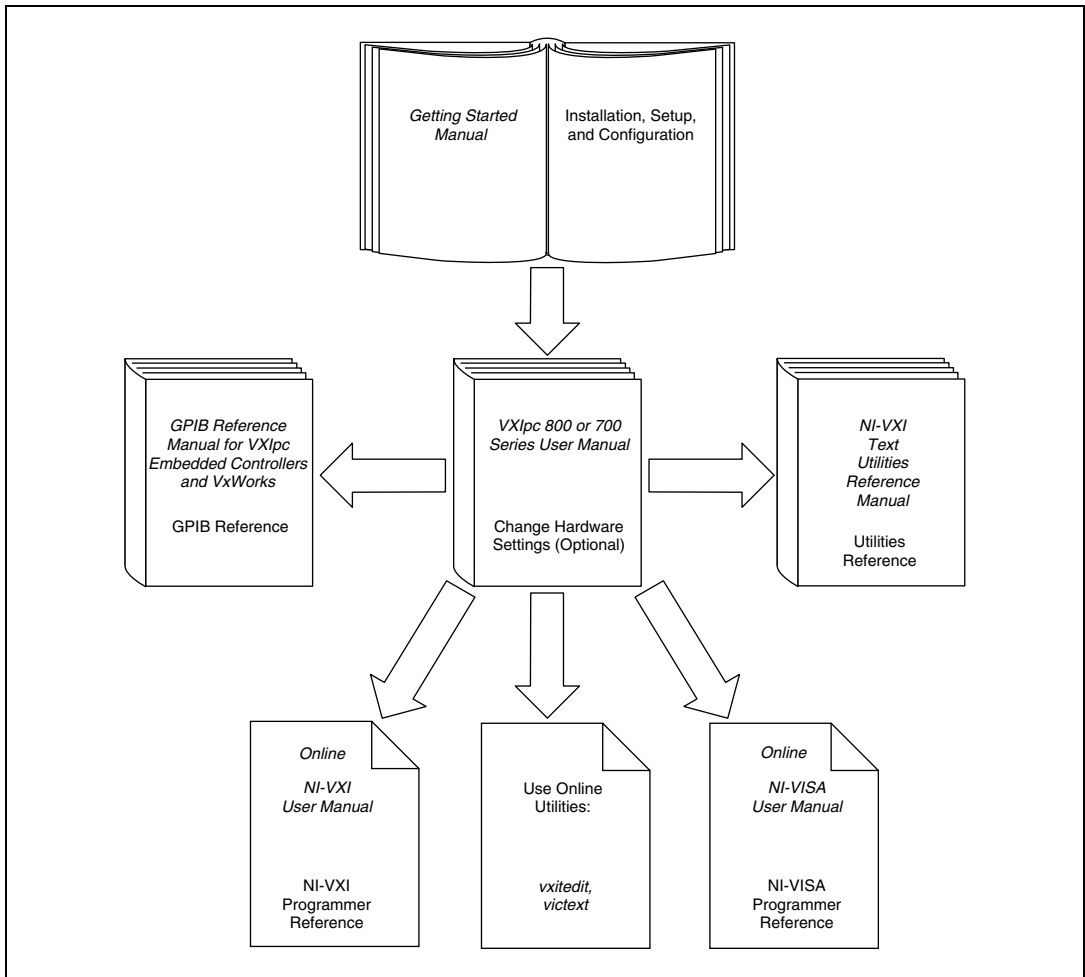 Getting Started
Manual
Installation, Setup,
and Configuration
GPIB Reference
Manual for VXIpc
Embedded Controllers
and VxWorks
GPIB Reference
VXIpc 800 or 700
Series User Manual
Change Hardware
Settings (Optional)
NI-VXI
Text
Utilities
Reference
Manual
Utilities
Reference
Online
NI-VXI
User Manual
NI-VXI
Programmer
Reference
Use Online
Utilities:
vxitedit,
victext
Online
NI-VISA
User Manual
NI-VISA
Programmer
Reference